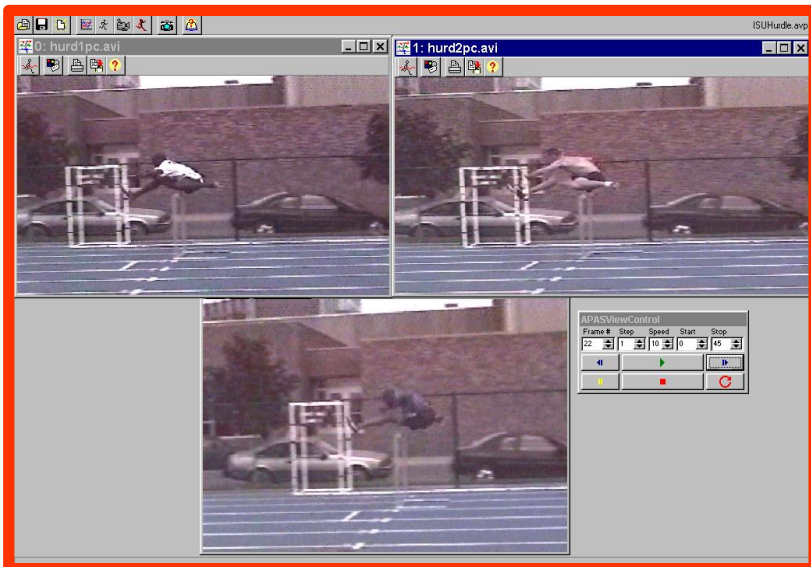 ISUHurdle.avp
0: hurd1pc.avi
1: hurd2pc.avi
APASViewControl
Frame # Step Speed Start Stop
22 1 10 0 45